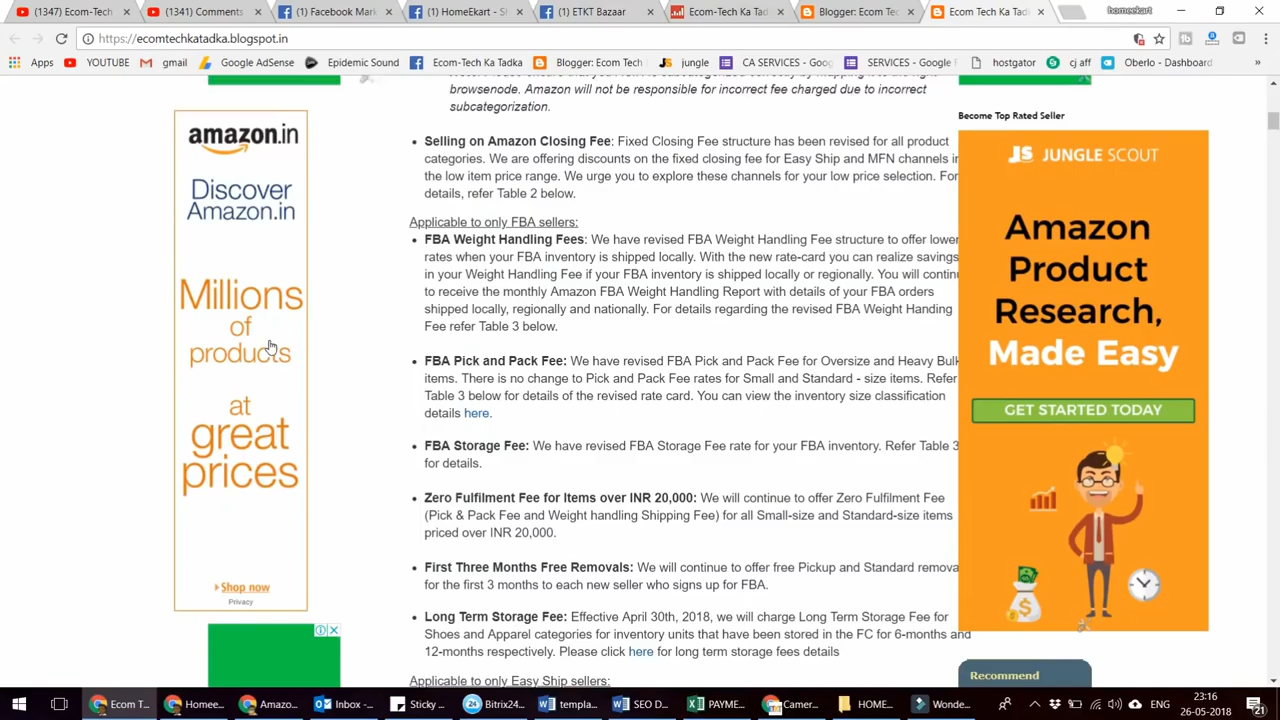 (1347) Ecom-Tech
(1341) Comments
(1) Facebook Mark
(1) HomeEkart - S
(1) ETKT Bazaar
Ecom-Tech Ka Tad
Blogger: Ecom Te
Ecom Tech Ka Tad
homeekart
https://ecomtechkatadka.blogspot.in
Apps
YOUTUBE
gmail
Google AdSense
Epidemic Sound
Ecom-Tech Ka Tadka
Blogger: Ecom Tech
jungle
CA SERVICES - Goog
SERVICES - Google F
hostgator
cj aff
Oberlo - Dashboard
»
subcategorization.
browsenode. Amazon will not be responsible for incorrect fee charged due to incorrect
Selling on Amazon Closing Fee: Fixed Closing Fee structure has been revised for all product
categories. We are offering discounts on the fixed closing fee for Easy Ship and MFN channels in
the low item price range. We urge you to explore these channels for your low price selection. For
details, refer Table 2 below.
Applicable to only FBA sellers:
FBA Weight Handling Fees: We have revised FBA Weight Handling Fee structure to offer lower
rates when your FBA inventory is shipped locally. With the new rate-card you can realize savings
in your Weight Handling Fee if your FBA inventory is shipped locally or regionally. You will continu
to receive the monthly Amazon FBA Weight Handling Report with details of your FBA orders
shipped locally, regionally and nationally. For details regarding the revised FBA Weight Handing
Fee refer Table 3 below.
FBA Pick and Pack Fee: We have revised FBA Pick and Pack Fee for Oversize and Heavy Bulk
items. There is no change to Pick and Pack Fee rates for Small and Standard - size items. Refer
Table 3 below for details of the revised rate card. You can view the inventory size classification
details here.
FBA Storage Fee: We have revised FBA Storage Fee rate for your FBA inventory. Refer Table 3
for details.
Zero Fulfilment Fee for Items over INR 20,000: We will continue to offer Zero Fulfilment Fee
(Pick & Pack Fee and Weight handling Shipping Fee) for all Small-size and Standard-size items
priced over INR 20,000.
First Three Months Free Removals: We will continue to offer free Pickup and Standard remova
for the first 3 months to each new seller who signs up for FBA.
Long Term Storage Fee: Effective April 30th, 2018, we will charge Long Term Storage Fee for
Shoes and Apparel categories for inventory units that have been stored in the FC for 6-months and
12-months respectively. Please click here for long term storage fees details
Applicable to only Easy Ship sellers:
amazon.in
Discover
Amazon.in
Millions
of
products
at
great
prices
Shop now
Privacy
Become Top Rated Seller
JS JUNGLE SCOUT
Amazon
Product
Research,
Made Easy
GET STARTED TODAY
Recommend
Ecom T...
Homee...
Amazo...
Inbox - ...
Sticky ...
Bitrix24...
templa...
SEO D...
PAYME...
Camer...
HOME...
Wonde...
ENG
23:16
26-05-2018
21